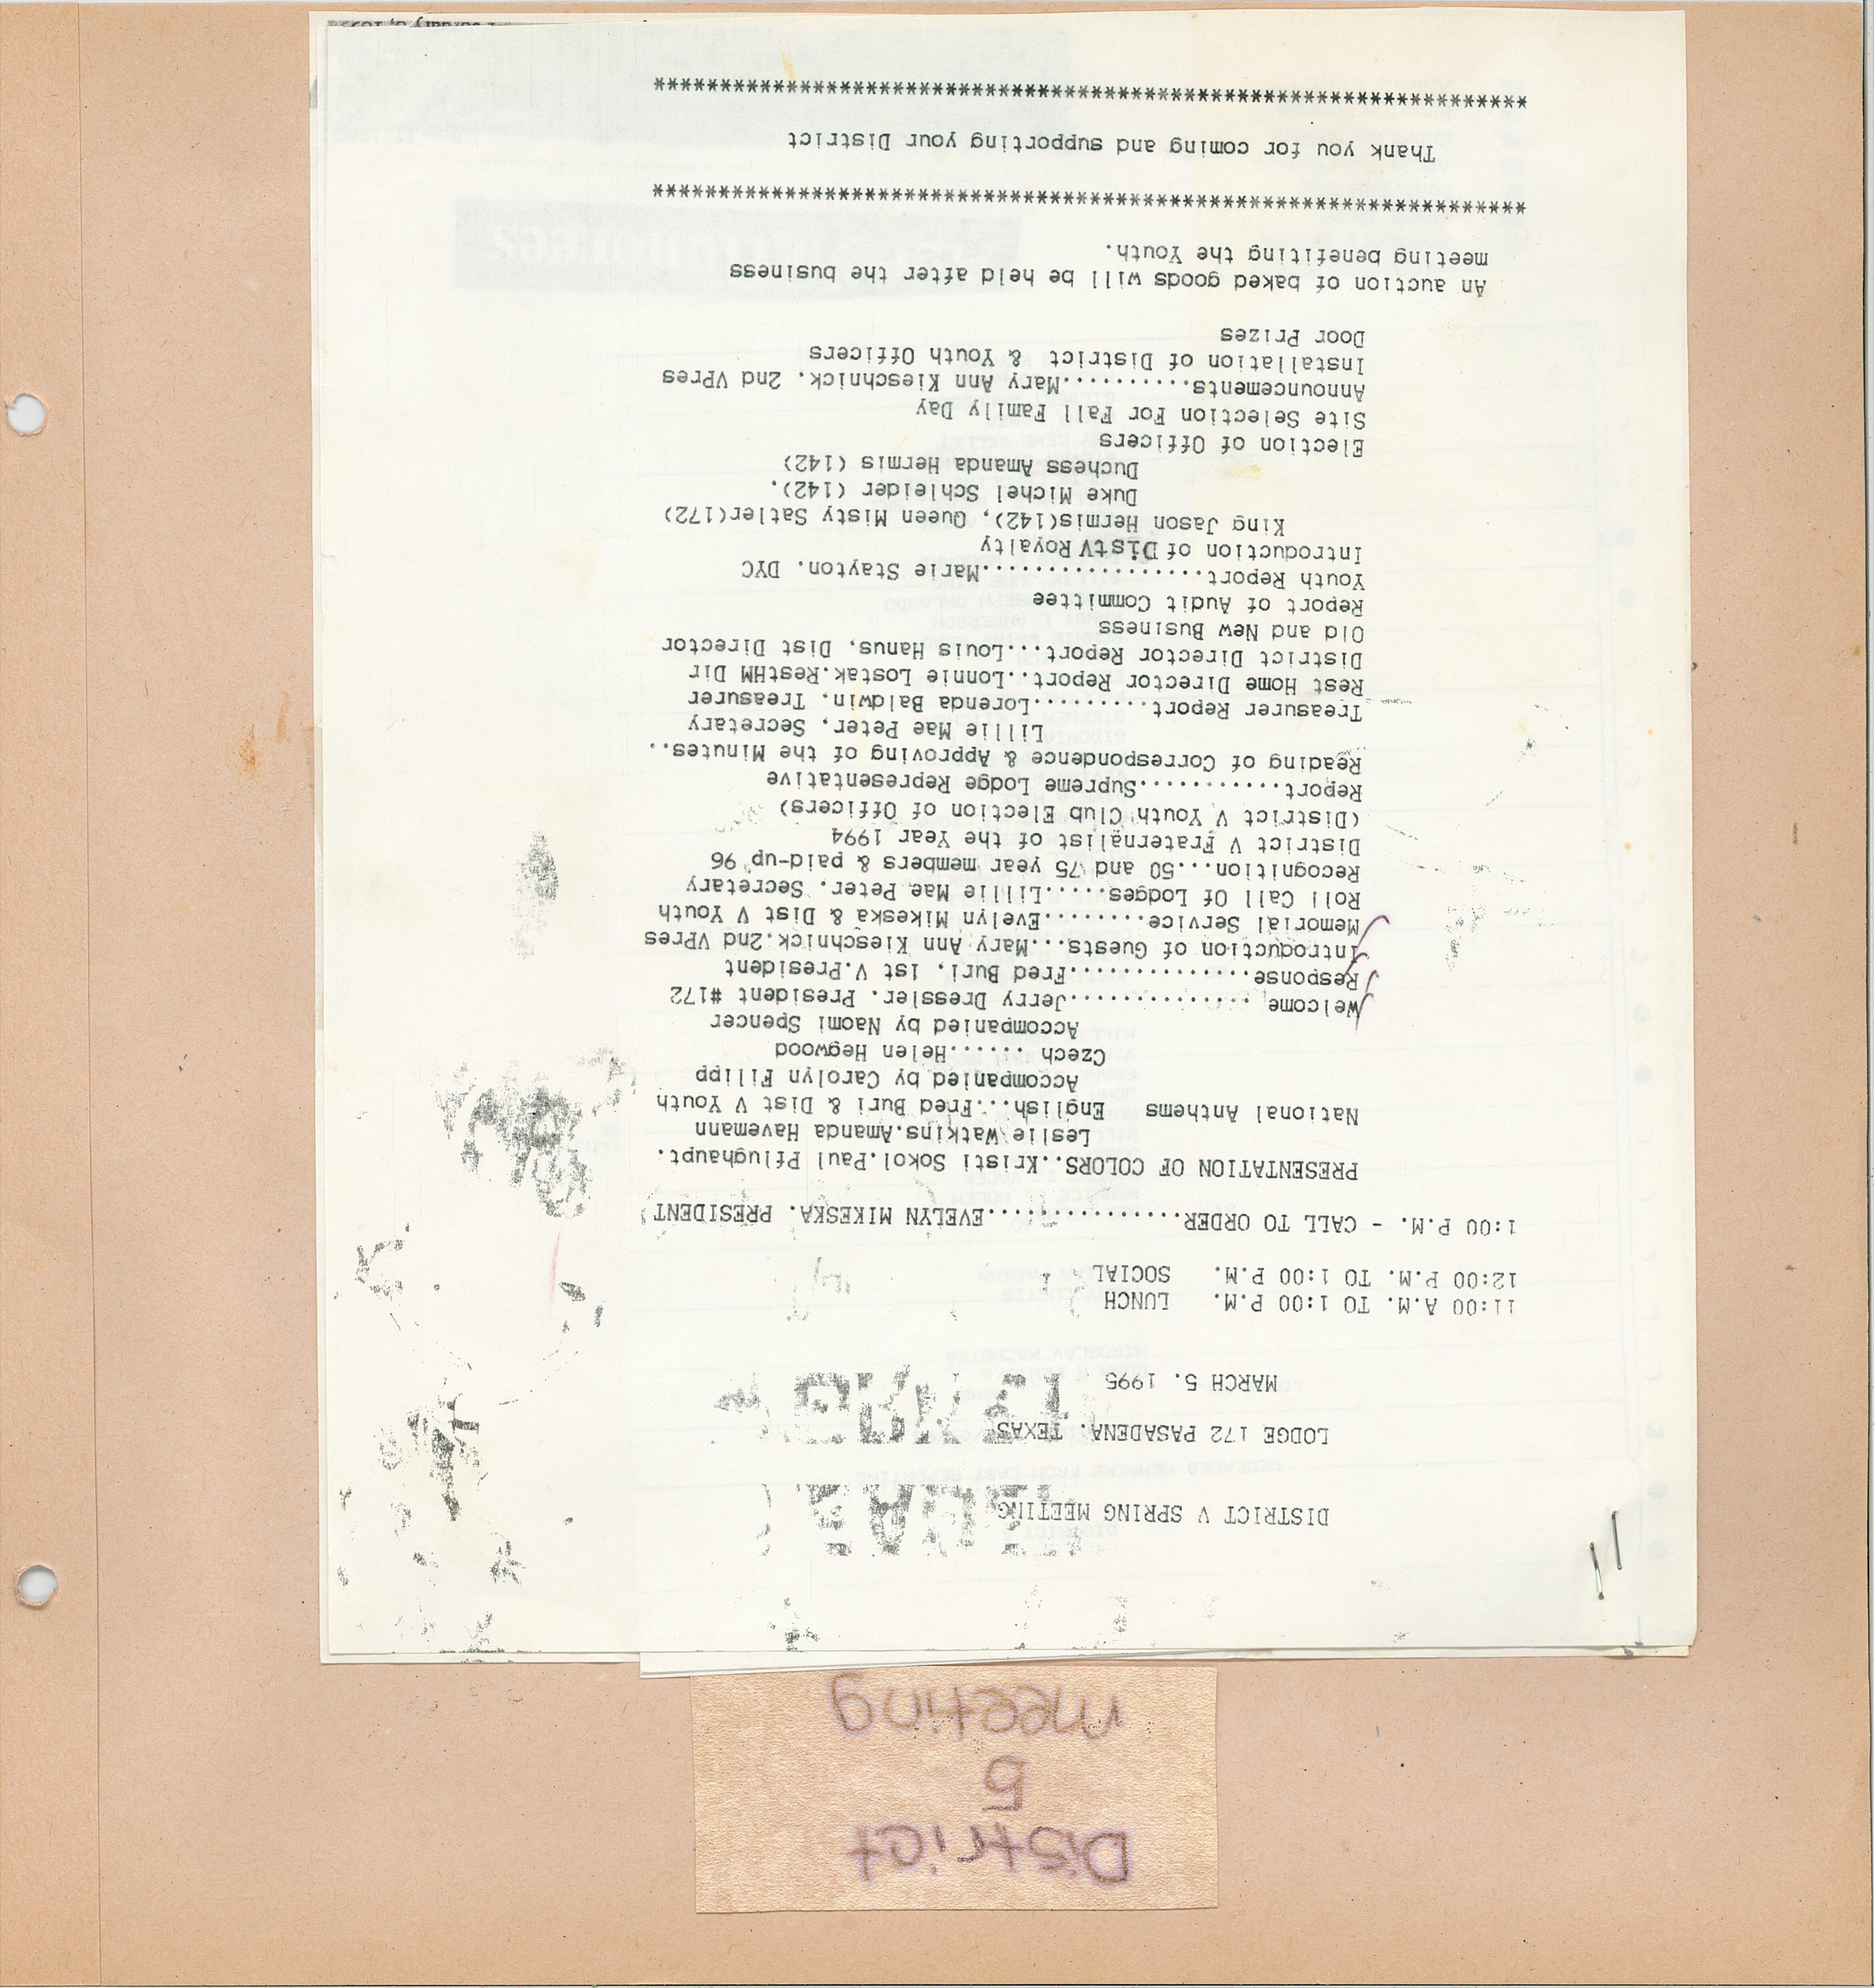 District
5
meeting
DISTRICT V SPRING MEETING
LODGE 172 PASADENA. TEXAS
MARCH 5. 1995
11:00 A.M. TO 1:00 P.M. LUNCH
12:00 P.M. TO 1:00 P.M. SOCIAL
1:00 P.M. - CALL TO ORDER................EVELYN MIKESKA. PRESIDENT
PRESENTATION OF COLORS..Kristi Sokol.Paul Pflughaupt.
Leslie Watkins.Amanda Havemann
National Anthems English...Fred Buri & Dist V Youth
Accompanied by Carolyn Filipp
Czech ......Helen Hegwood
Accompanied by Naomi Spencer
Welcome ...............Jerry Dressler. President #172
Response...............Fred Buri. 1st V.President
Introduction of Guests...Mary Ann Kieschnick.2nd VPres
Memorial Service..........Evelyn Mikeska & Dist V Youth
Roll Call Of Lodges......Lillie Mae Peter. Secretary
Recognition...50 and 75 year members & paid-up 96
District V Fraternalist of the Year 1994
(District V Youth Club Election of Officers)
Report............Supreme Lodge Representative
Reading of Correspondence & Approving of the Minutes..
Lillie Mae Peter. Secretary
Treasurer Report..........Lorenda Baldwin. Treasurer
Rest Home Director Report..Lonnie Lostak.RestHM Dir
District Director Report...Louis Hanus. Dist Director
Old and New Business
Report of Audit Committee
Youth Report.................Marie Stayton. DYC
Introduction of DistV Royalty
King Jason Hermis(142), Queen Misty Satler(172)
Duke Michel Schleider (142).
Duchess Amanda Hermis (142)
Election of Officers
Site Selection For Fall Family Day
Announcements..........Mary Ann Kieschnick. 2nd VPres
Installation of District & Youth Officers
Door Prizes
An auction of baked goods will be held after the business
meeting benefiting the Youth.
******************************************************************
Thank you for coming and supporting your District
******************************************************************